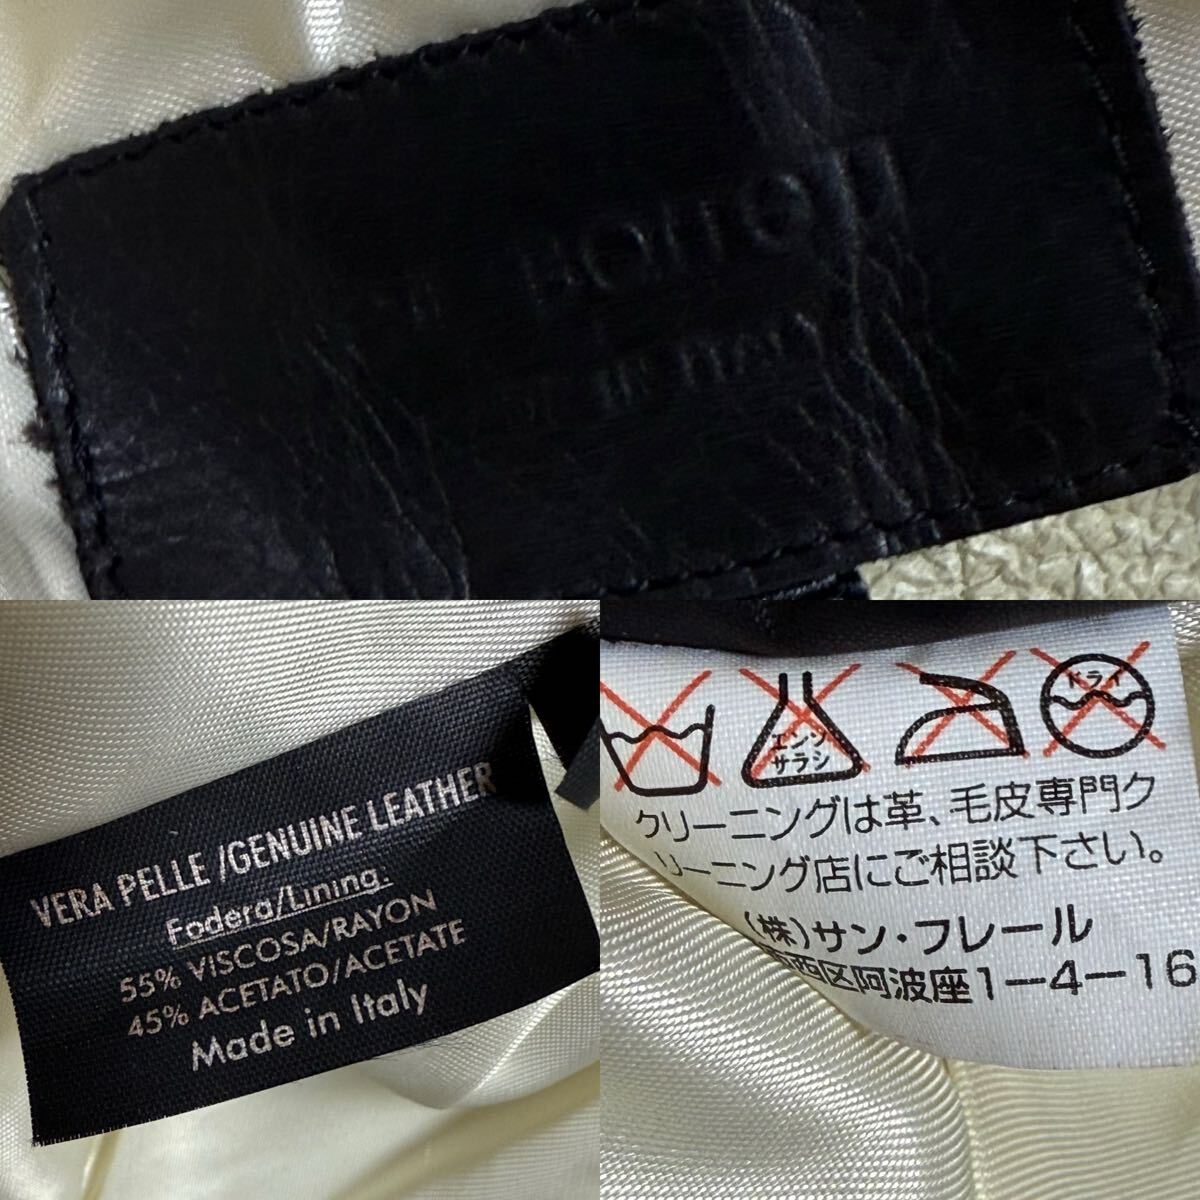 IN ITALY
VERA PELLE /GENUINE LEATHER
Fodera/Lining:
55% VISCOSA/RAYON
45% ACETATO/ACETATE
Made in Italy
エンソ
サラシ
ドライ
クリーニングは革、毛皮専門ク
リーニング店にご相談下さい。
(株)サン・フレール
西区阿波座1-4-16